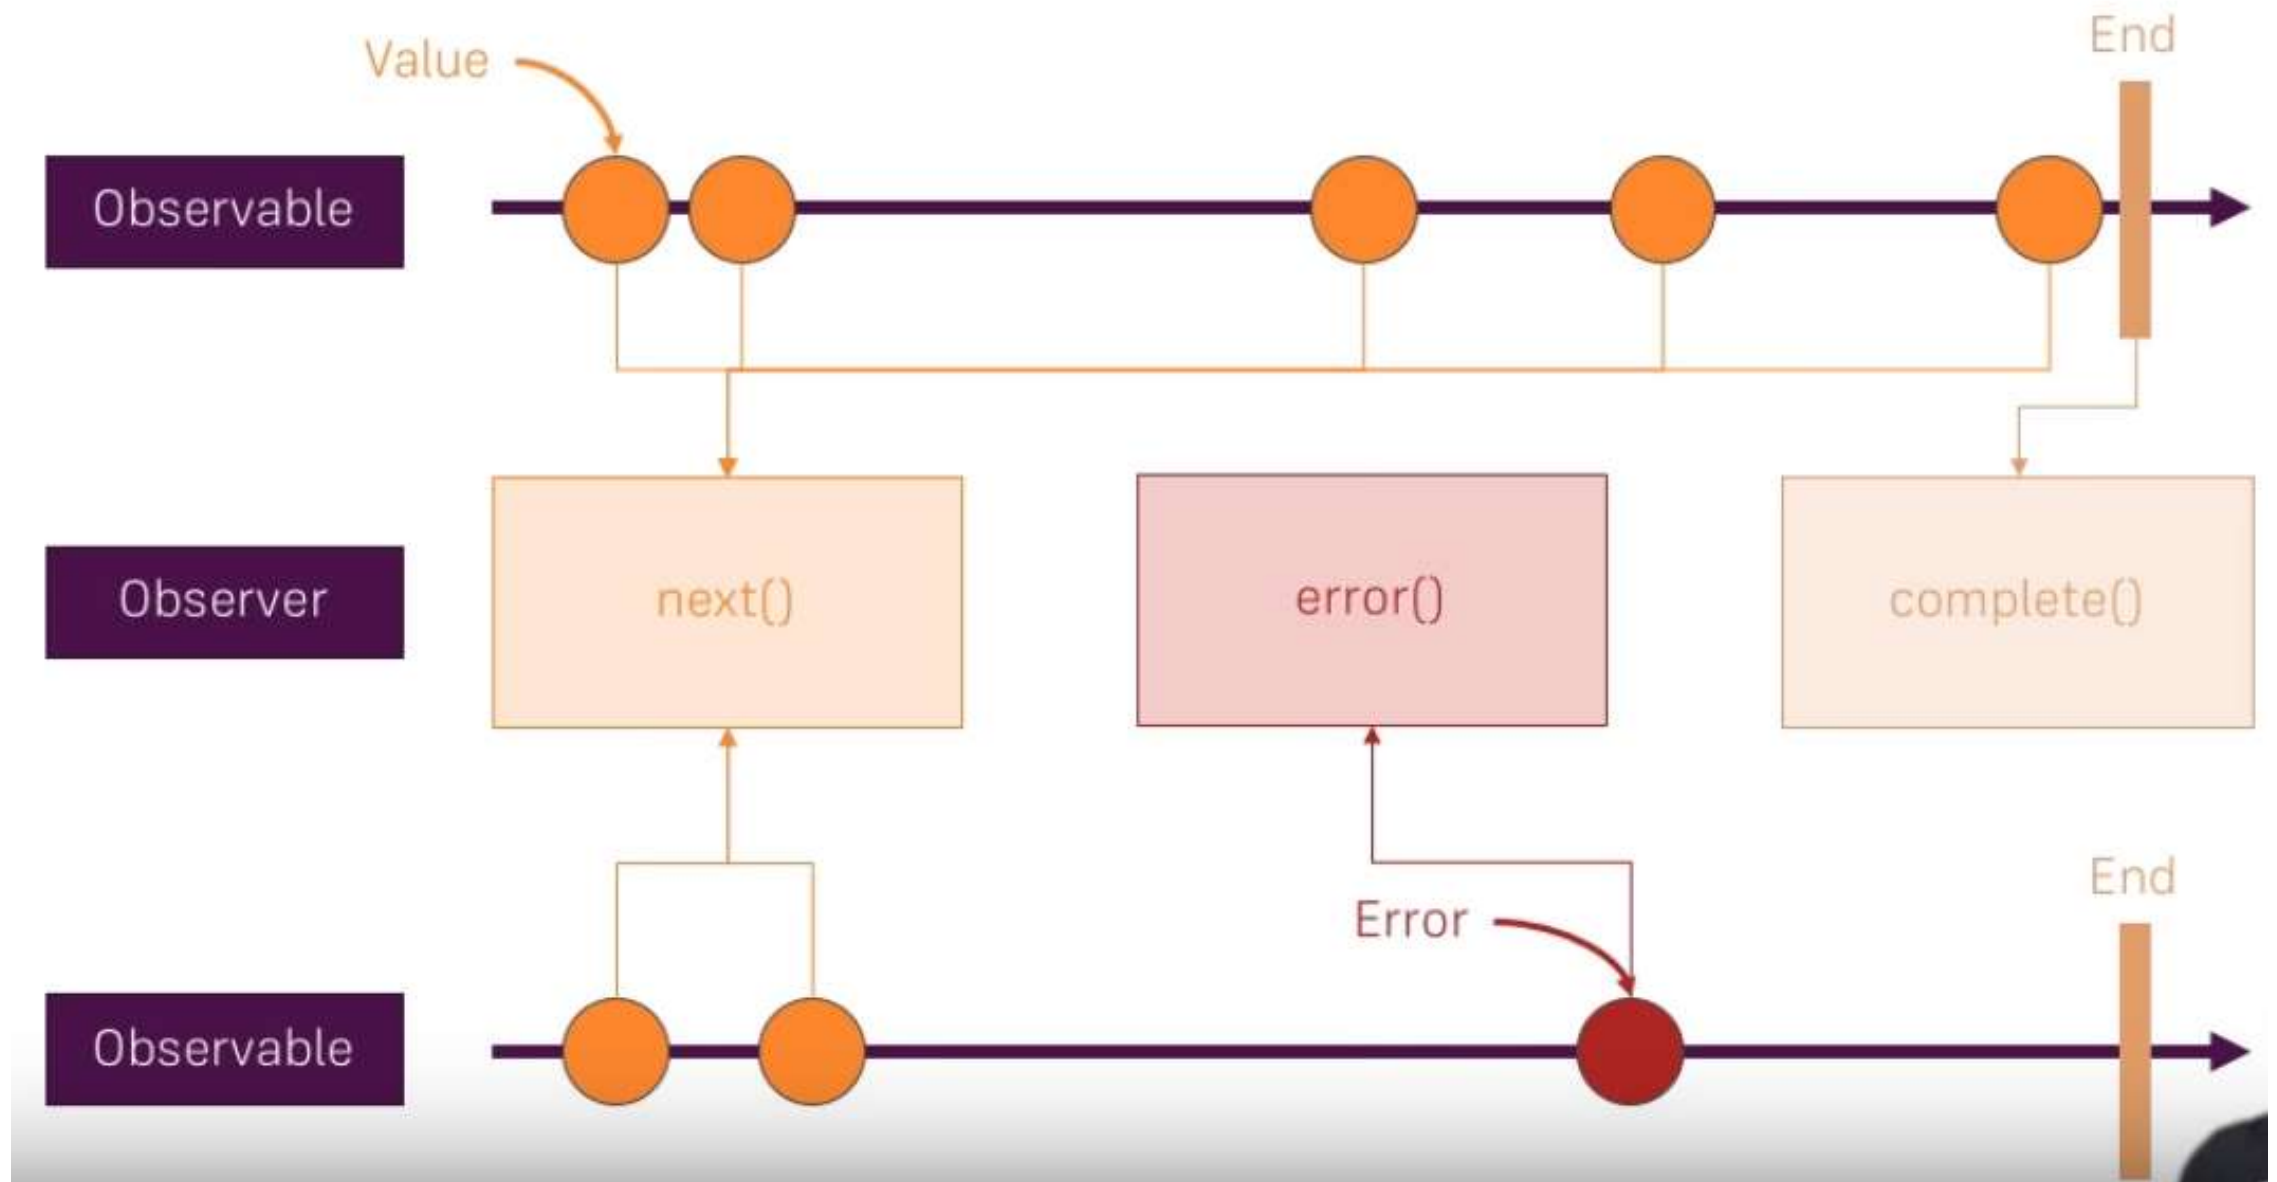 End
Value
Observable
Observer
next()
error()
complete()
End
Error
Observable